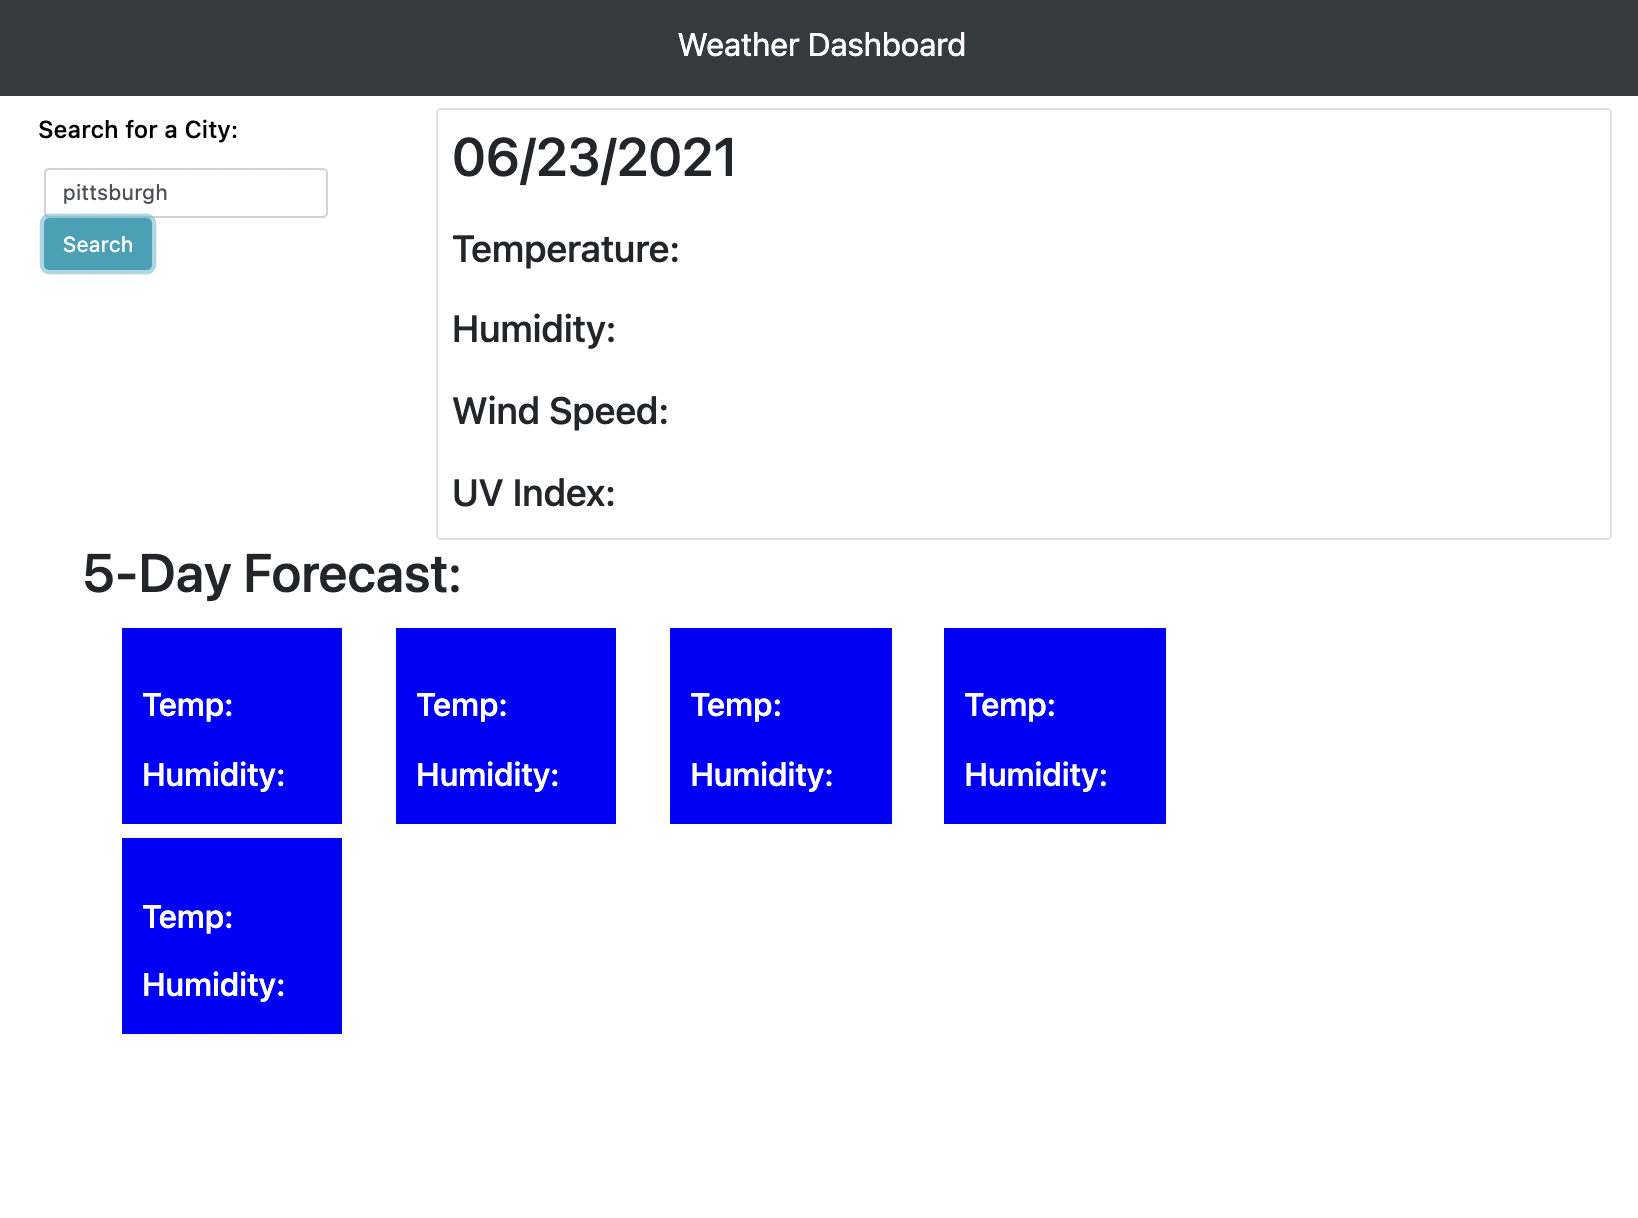 Weather Dashboard
Search for a City:
pittsburgh
Search
06/23/2021
Temperature:
Humidity:
Wind Speed:
UV Index:
5-Day Forecast:
Temp:
Humidity:
Temp:
Humidity:
Temp:
Humidity:
Temp:
Humidity:
Temp:
Humidity: